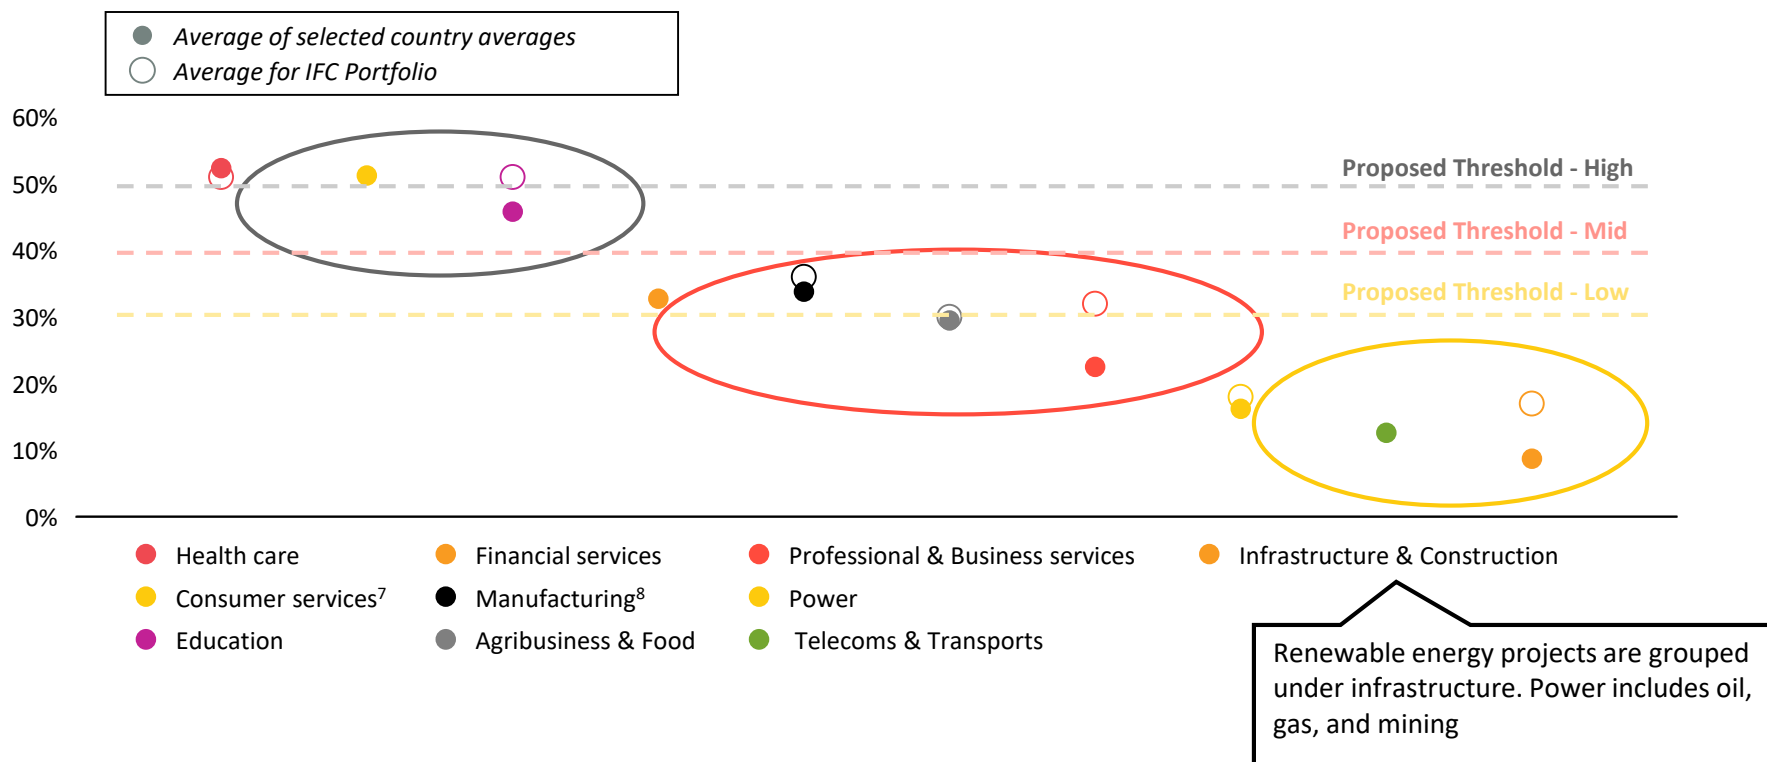 Average of selected country averages
Average for IFC Portfolio
60%
50%
40%
30%
20%
10%
0%
Proposed Threshold - High
Proposed Threshold - Mid
Proposed Threshold - Low
Health care
Financial services
Professional & Business services
Infrastructure & Construction
Consumer services⁷
Manufacturing⁸
Power
Education
Agribusiness & Food
Telecoms & Transports
Renewable energy projects are grouped
under infrastructure. Power includes oil,
gas, and mining